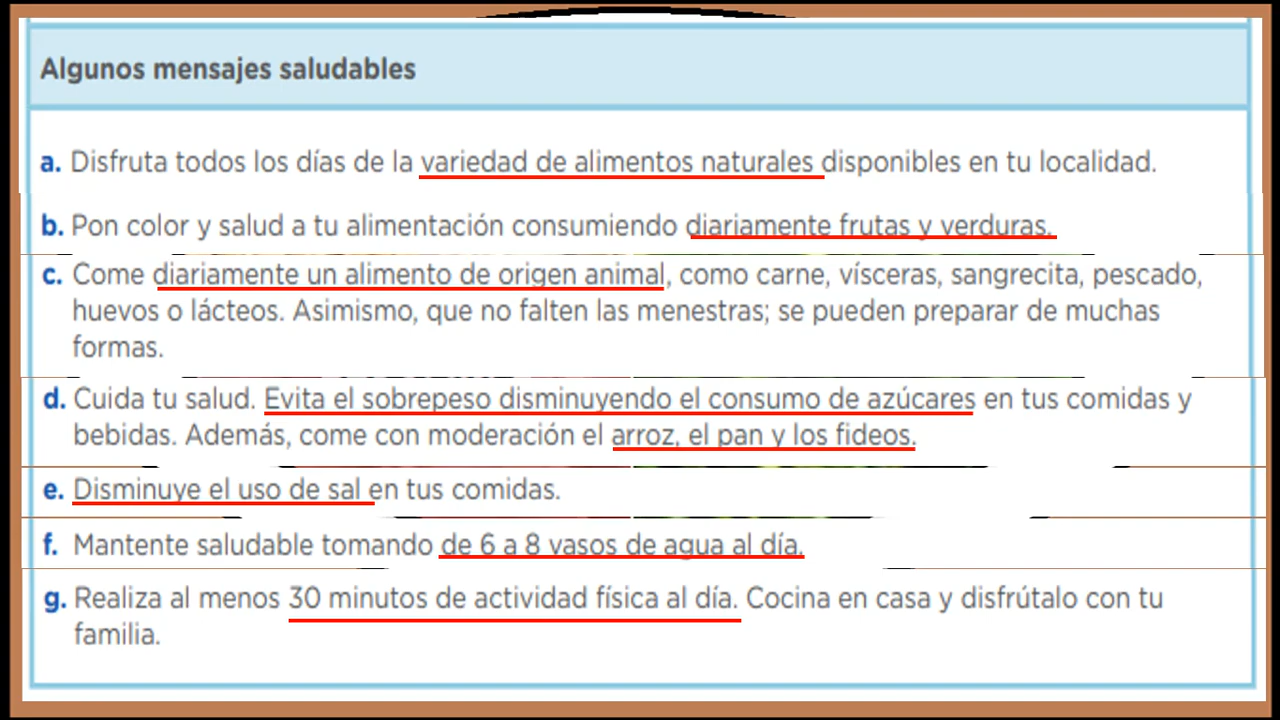 Algunos mensajes saludables
a. Disfruta todos los días de la variedad de alimentos naturales disponibles en tu localidad.
b. Pon color y salud a tu alimentación consumiendo diariamente frutas y verduras.
c. Come diariamente un alimento de origen animal, como carne, vísceras, sangrecita, pescado,
huevos o lácteos. Asimismo, que no falten las menestras; se pueden preparar de muchas
formas.
d. Cuida tu salud. Evita el sobrepeso disminuyendo el consumo de azúcares en tus comidas y
bebidas. Además, come con moderación el arroz, el pan y los fideos.
e. Disminuye el uso de sal en tus comidas.
f. Mantente saludable tomando de 6 a 8 vasos de agua al día.
g. Realiza al menos 30 minutos de actividad física al día. Cocina en casa y disfrútalo con tu
familia.